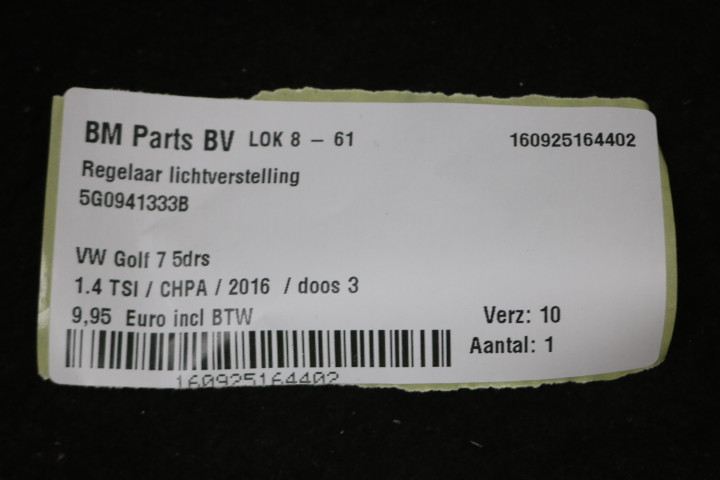 BM Parts BV LOK 8 – 61 160925164402
Regelaar lichtverstelling
5G0941333B
VW Golf 7 5drs
1.4 TSI / CHPA / 2016 / doos 3
9,95 Euro incl BTW Verz: 10
Aantal: 1
160925164402